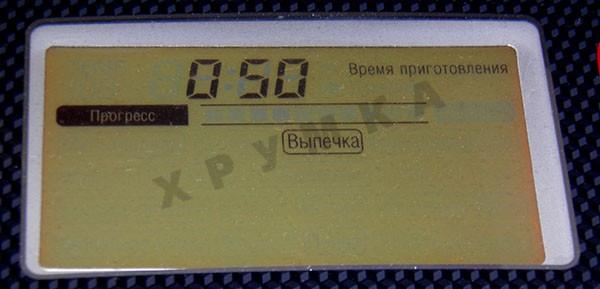 0 50 Время приготовления
Прогресс
Выпечка
ХРУМКА